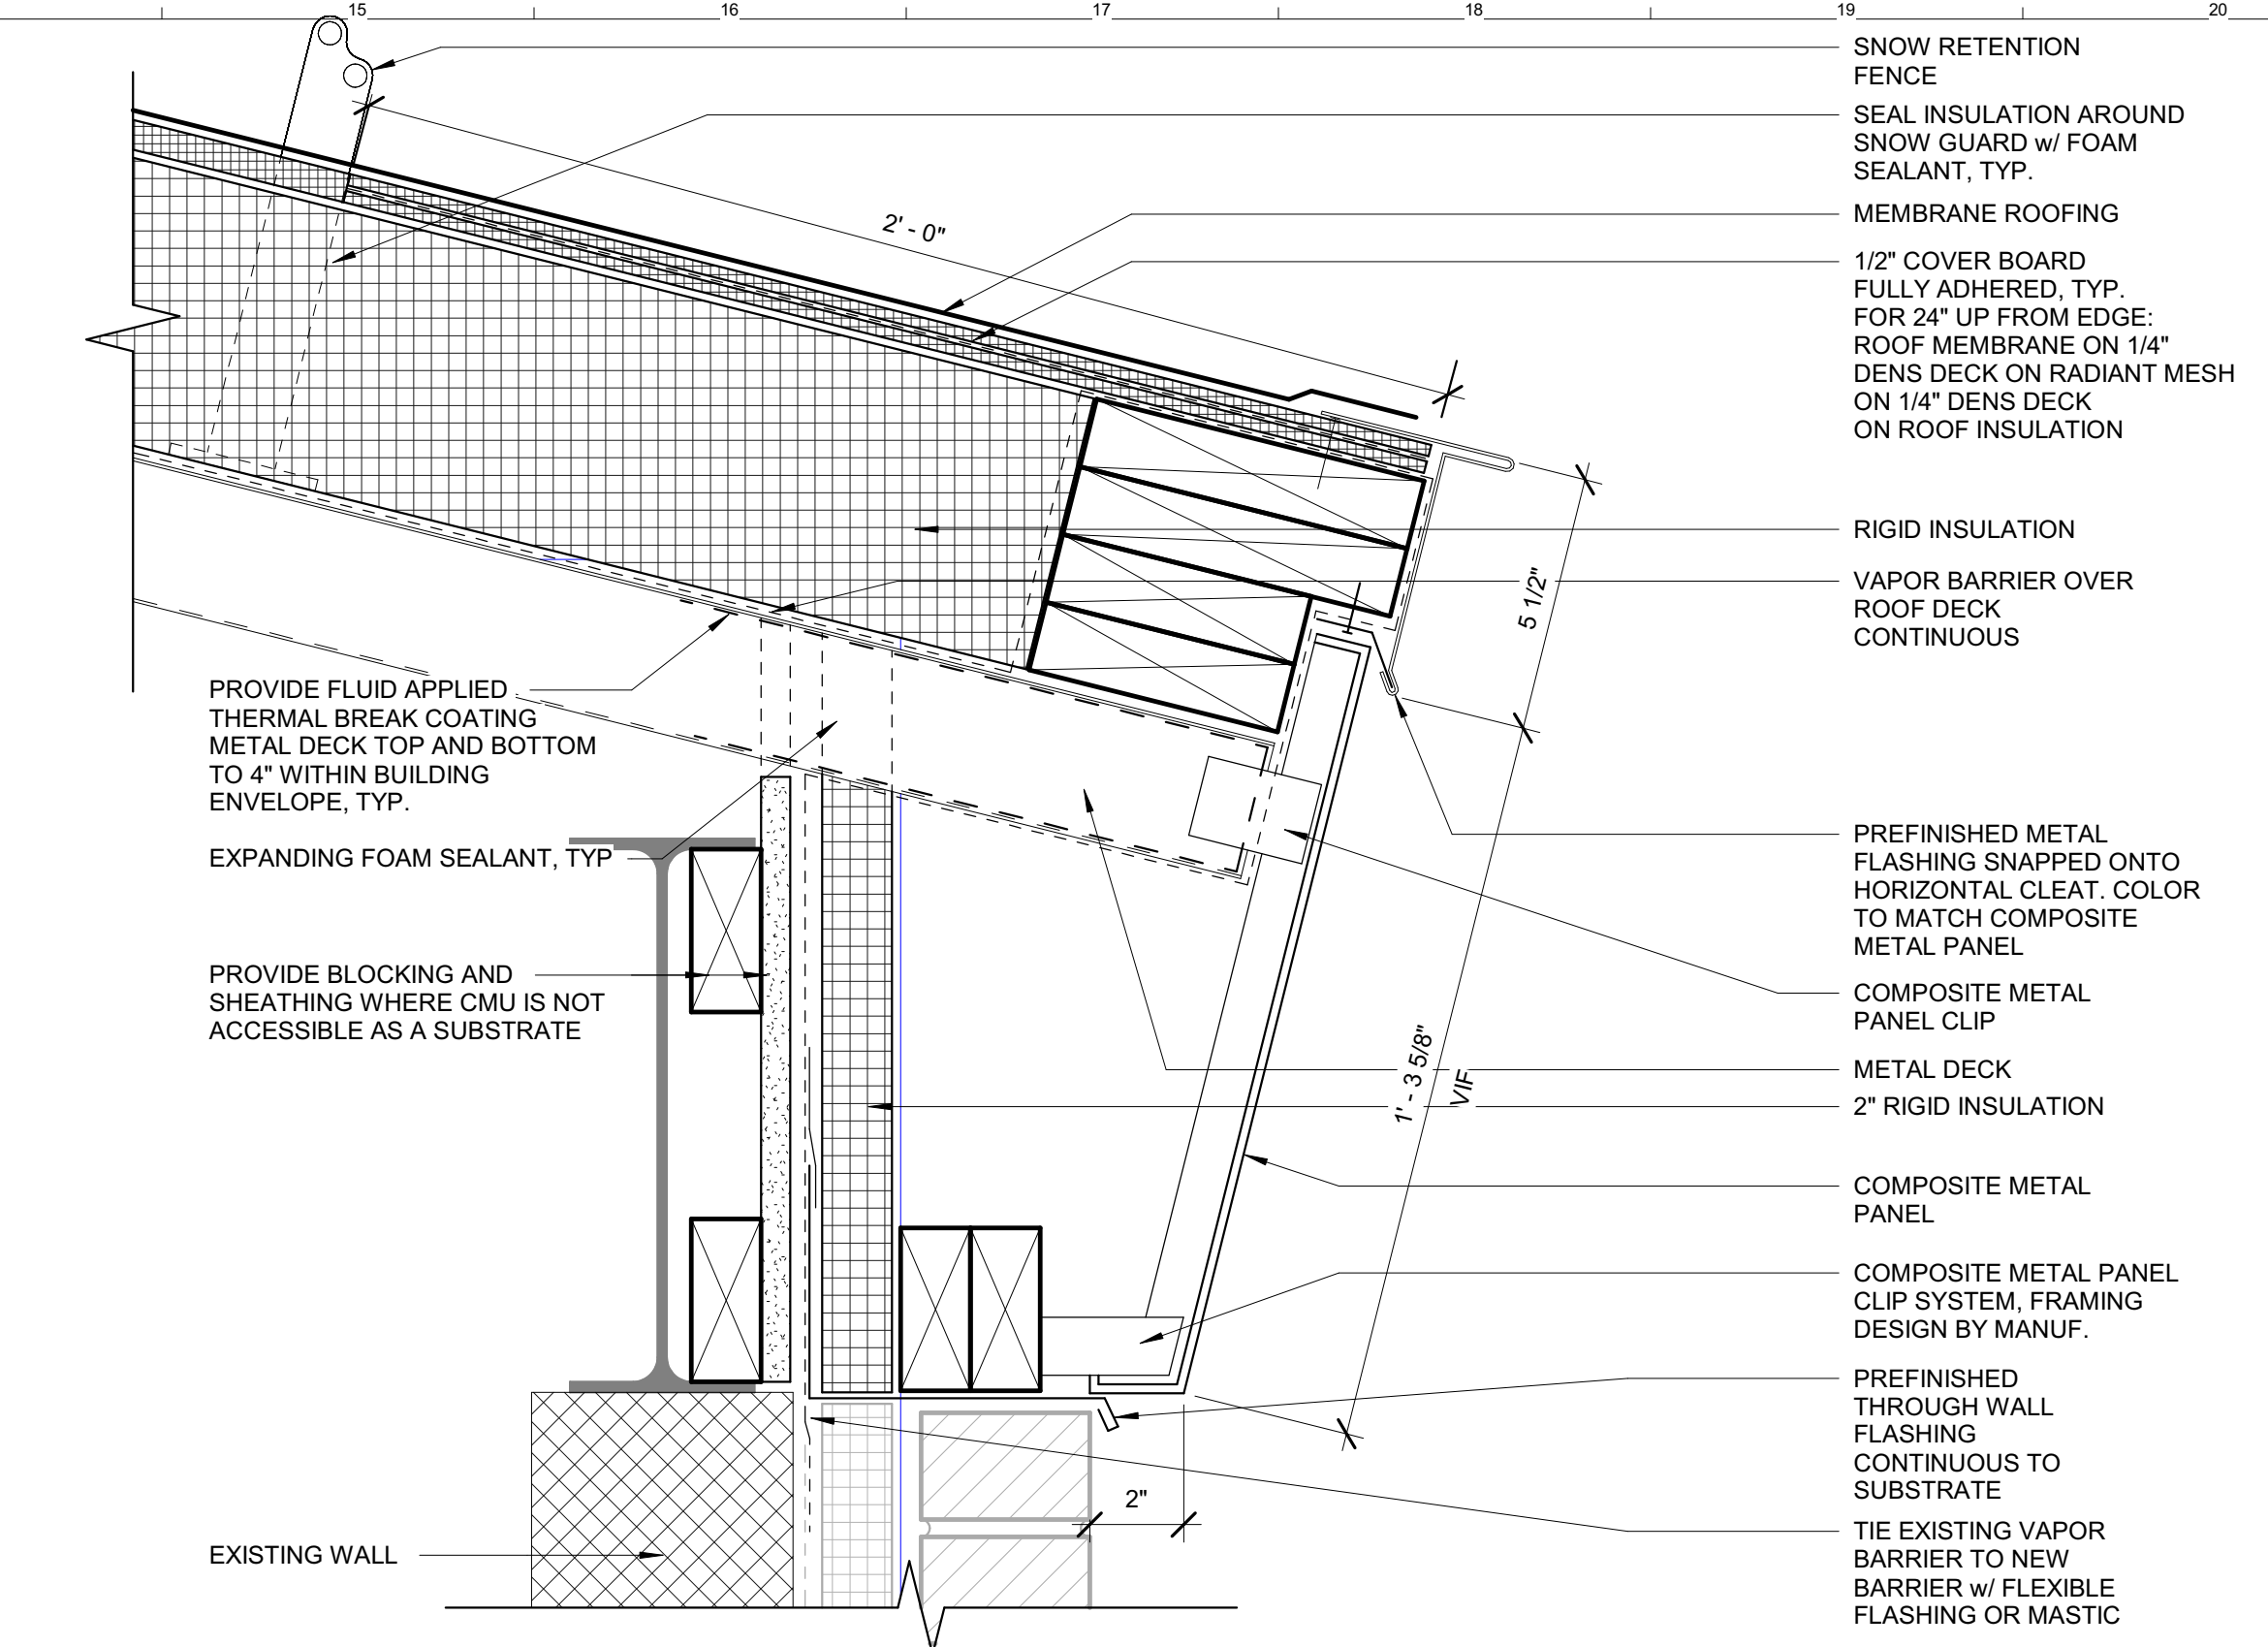 15 16 17 18 19 20
SNOW RETENTION
FENCE
SEAL INSULATION AROUND
SNOW GUARD w/ FOAM
SEALANT, TYP.
MEMBRANE ROOFING
2' - 0"
1/2" COVER BOARD
FULLY ADHERED, TYP.
FOR 24" UP FROM EDGE:
ROOF MEMBRANE ON 1/4"
DENS DECK ON RADIANT MESH
ON 1/4" DENS DECK
ON ROOF INSULATION
RIGID INSULATION
VAPOR BARRIER OVER
ROOF DECK
CONTINUOUS
5 1/2"
PROVIDE FLUID APPLIED
THERMAL BREAK COATING
METAL DECK TOP AND BOTTOM
TO 4" WITHIN BUILDING
ENVELOPE, TYP.
EXPANDING FOAM SEALANT, TYP
PROVIDE BLOCKING AND
SHEATHING WHERE CMU IS NOT
ACCESSIBLE AS A SUBSTRATE
PREFINISHED METAL
FLASHING SNAPPED ONTO
HORIZONTAL CLEAT. COLOR
TO MATCH COMPOSITE
METAL PANEL
COMPOSITE METAL
PANEL CLIP
METAL DECK
2" RIGID INSULATION
1' - 3 5/8"
VIF
COMPOSITE METAL
PANEL
COMPOSITE METAL PANEL
CLIP SYSTEM, FRAMING
DESIGN BY MANUF.
PREFINISHED
THROUGH WALL
FLASHING
CONTINUOUS TO
SUBSTRATE
2"
TIE EXISTING VAPOR
BARRIER TO NEW
BARRIER w/ FLEXIBLE
FLASHING OR MASTIC
EXISTING WALL